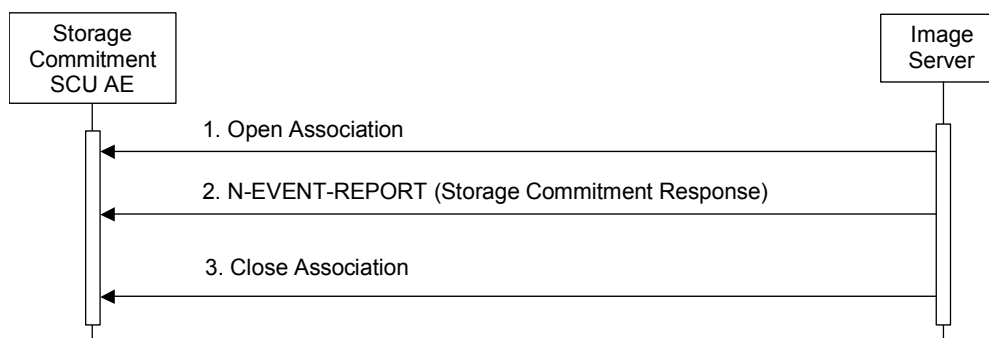 Storage
Commitment
SCU AE
Image
Server
1. Open Association
2. N-EVENT-REPORT (Storage Commitment Response)
3. Close Association